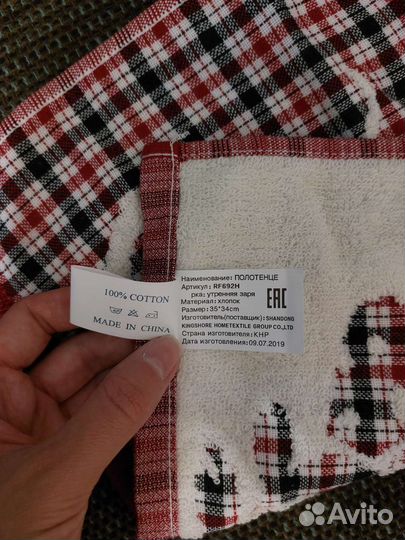 100% COTTON
MADE IN CHINA
Наименование: ПОЛОТЕНЦЕ
Артикул: RF692H
рка: утренняя заря
Материал: хлопок
Размер: 35*34cm
Изготовитель(поставщик): SHANDONG
KINGSHORE HOMETEXTILE GROUP CO.,LTD
Страна изготовителя: КНР
Дата изготовления: 09.07.2019
EAC
Avito